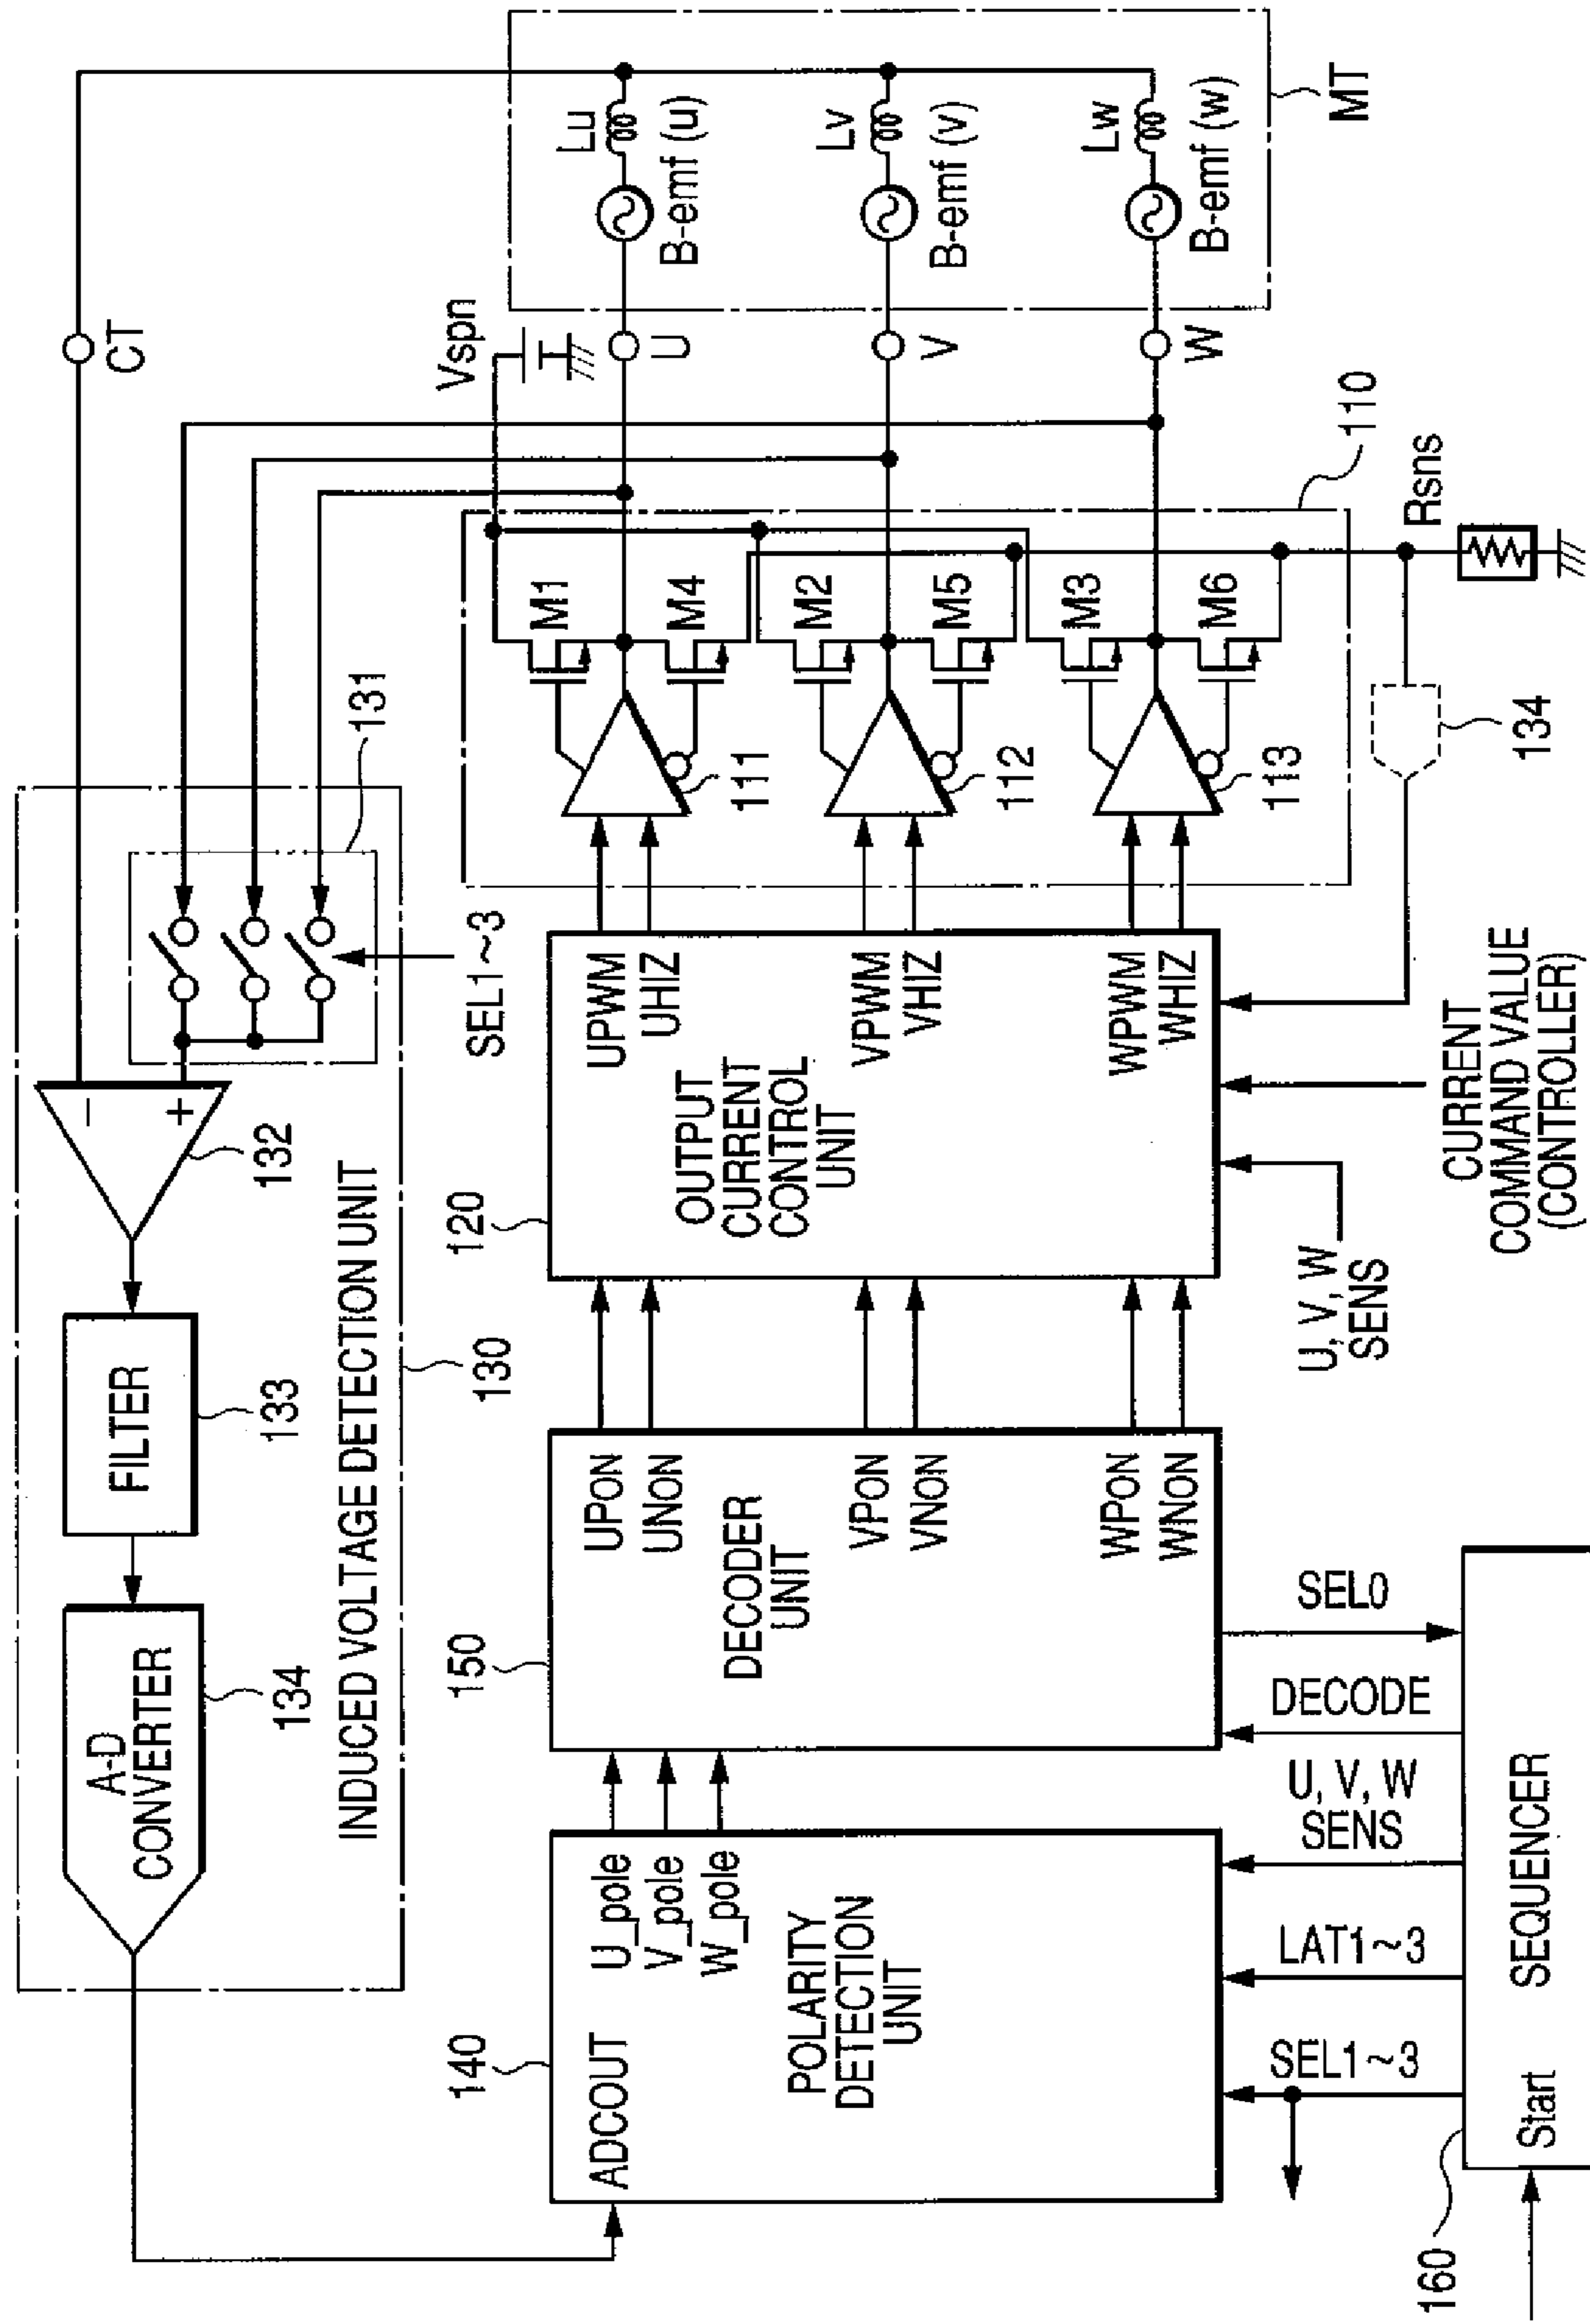 CT
MT
Lu
B-emf (u)
Lv
B-emf (v)
Lw
B-emf (w)
Vspn
U
V
W
110
Rsns
M1
M4
M2
M5
M3
M6
111
112
113
134
131
SEL1~3
132
FILTER
133
A-D
CONVERTER
134
INDUCED VOLTAGE DETECTION UNIT
130
120
OUTPUT
CURRENT
CONTROL
UNIT
UPWM
UHIZ
VPWM
VHIZ
WPWM
WHIZ
U, V, W
SENS
CURRENT
COMMAND VALUE
(CONTROLLER)
150
DECODER
UNIT
UPON
UNON
VPON
VNON
WPON
WNON
140
ADCOUT
U_pole
V_pole
W_pole
POLARITY
DETECTION
UNIT
SEL1~3
LAT1~3
U, V, W
SENS
DECODE
SEL0
160
Start
SEQUENCER
+
−